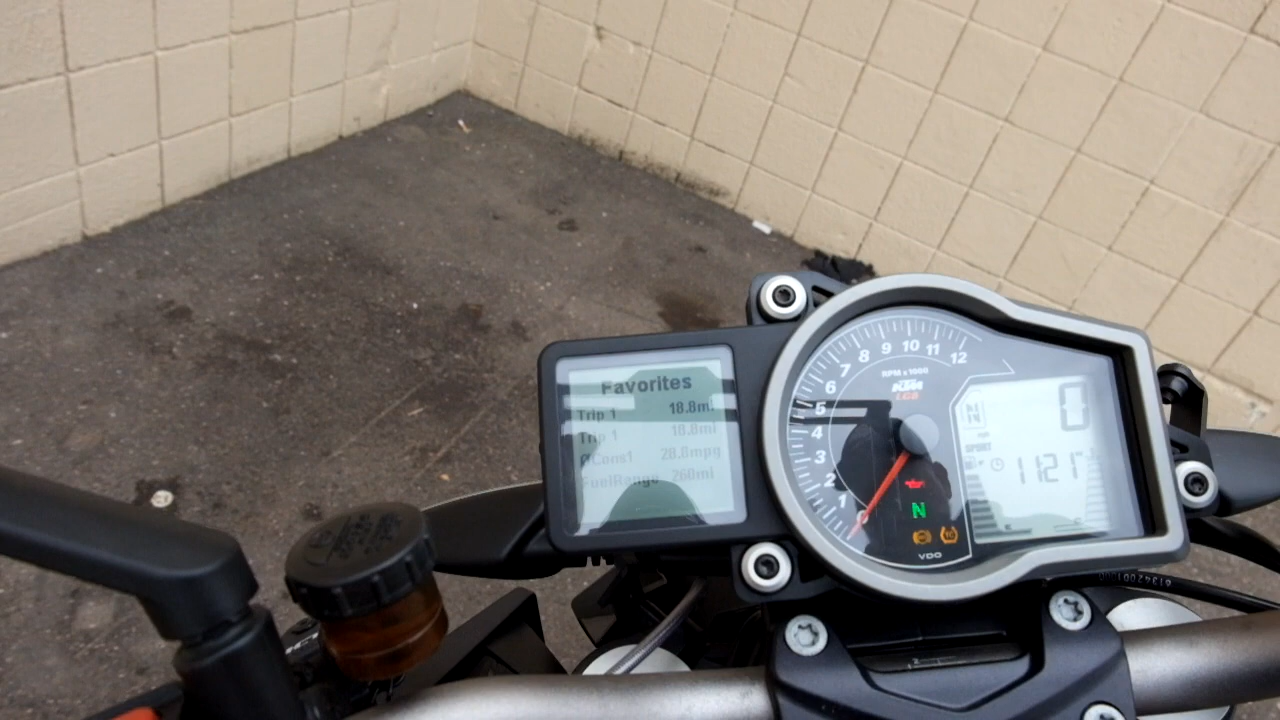 Favorites
Trip 1 18.8mi
Trip 1 18.8mi
ØCons1 28.0mpg
FuelRange 260mi
1 2 3 4 5 6 7 8 9 10 11 12
RPM x 1000
KTM
LC8
N
VDO
N
0
SPORT